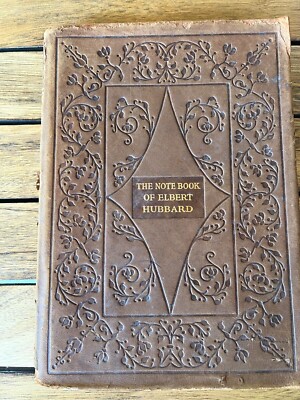 THE NOTE BOOK
OF ELBERT
HUBBARD